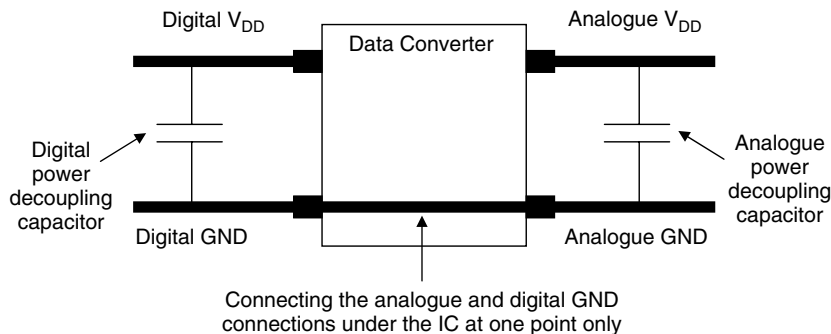 Digital VDD
Analogue VDD
Data Converter
Digital
power
decoupling
capacitor
Analogue
power
decoupling
capacitor
Digital GND
Analogue GND
Connecting the analogue and digital GND
connections under the IC at one point only